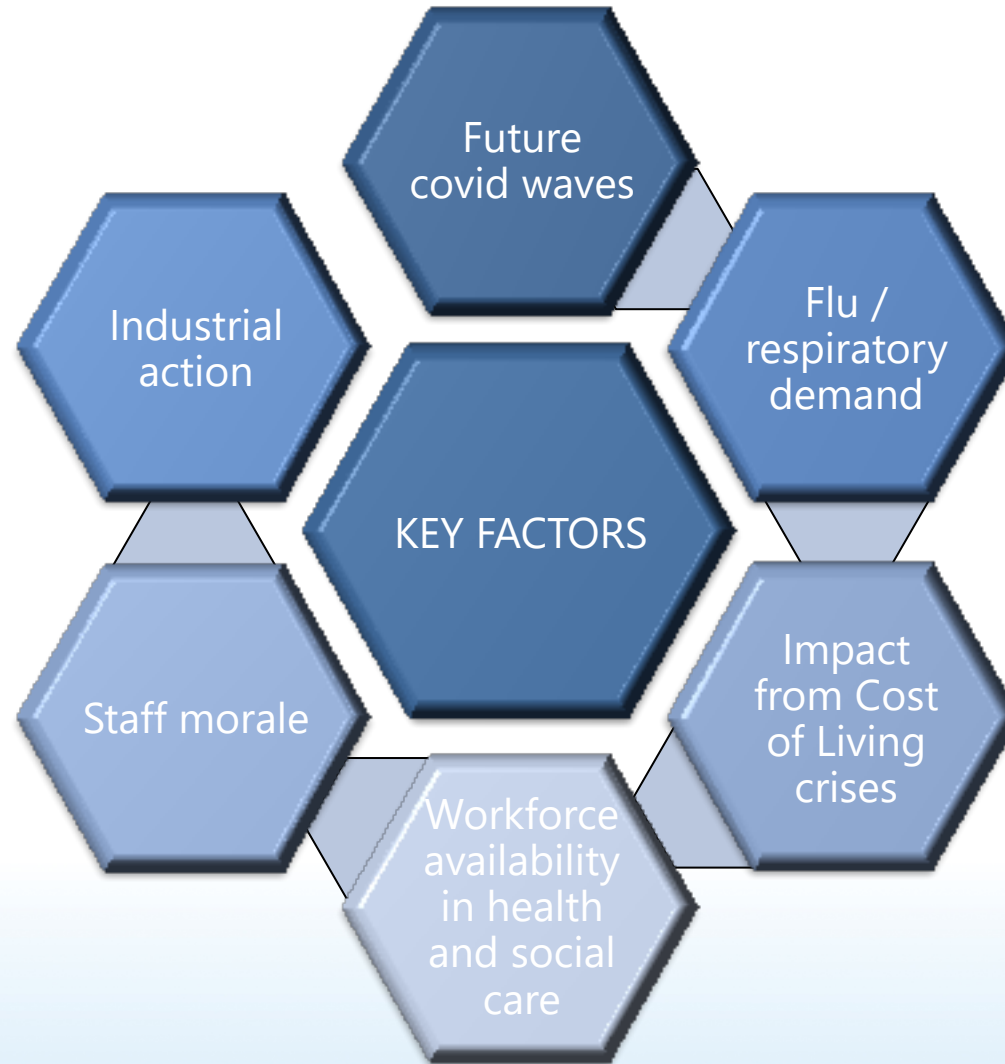 Future
covid waves
Flu /
respiratory
demand
Impact
from Cost
of Living
crises
Workforce
availability
in health
and social
care
Staff morale
Industrial
action
KEY FACTORS